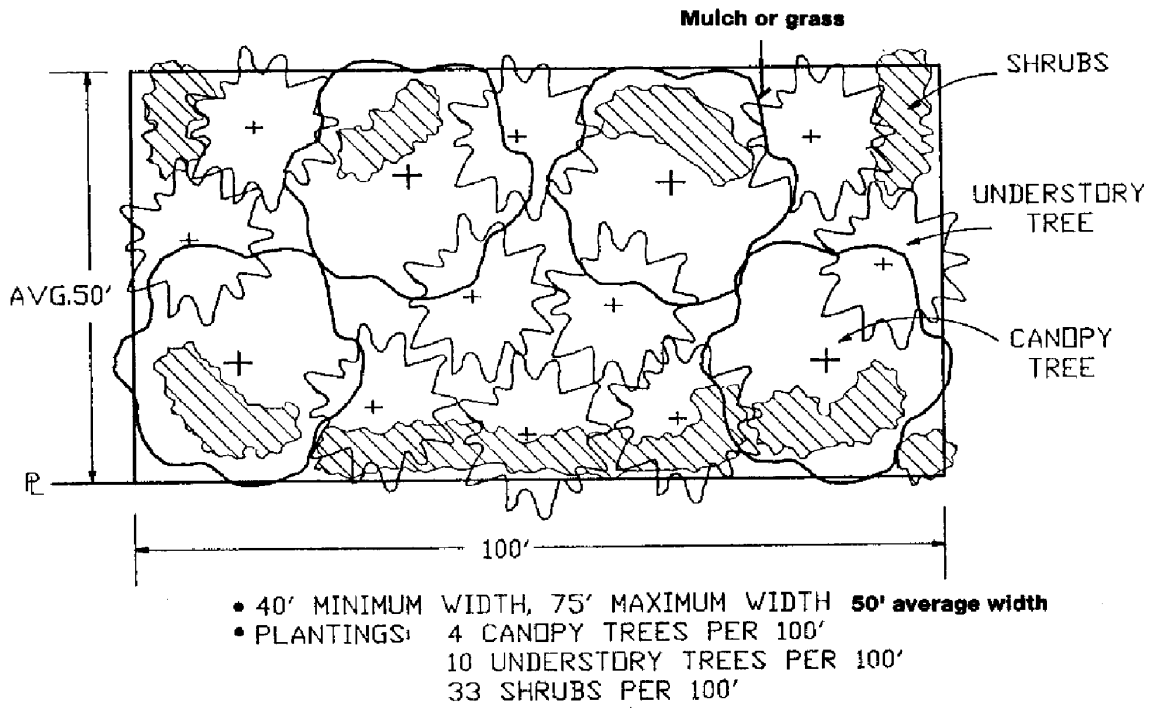 Mulch or grass
SHRUBS
UNDERSTORY
TREE
AVG.50'
CANOPY
TREE
PL
100'
• 40' MINIMUM WIDTH, 75' MAXIMUM WIDTH 50' average width
• PLANTINGS: 4 CANOPY TREES PER 100'
10 UNDERSTORY TREES PER 100'
33 SHRUBS PER 100'